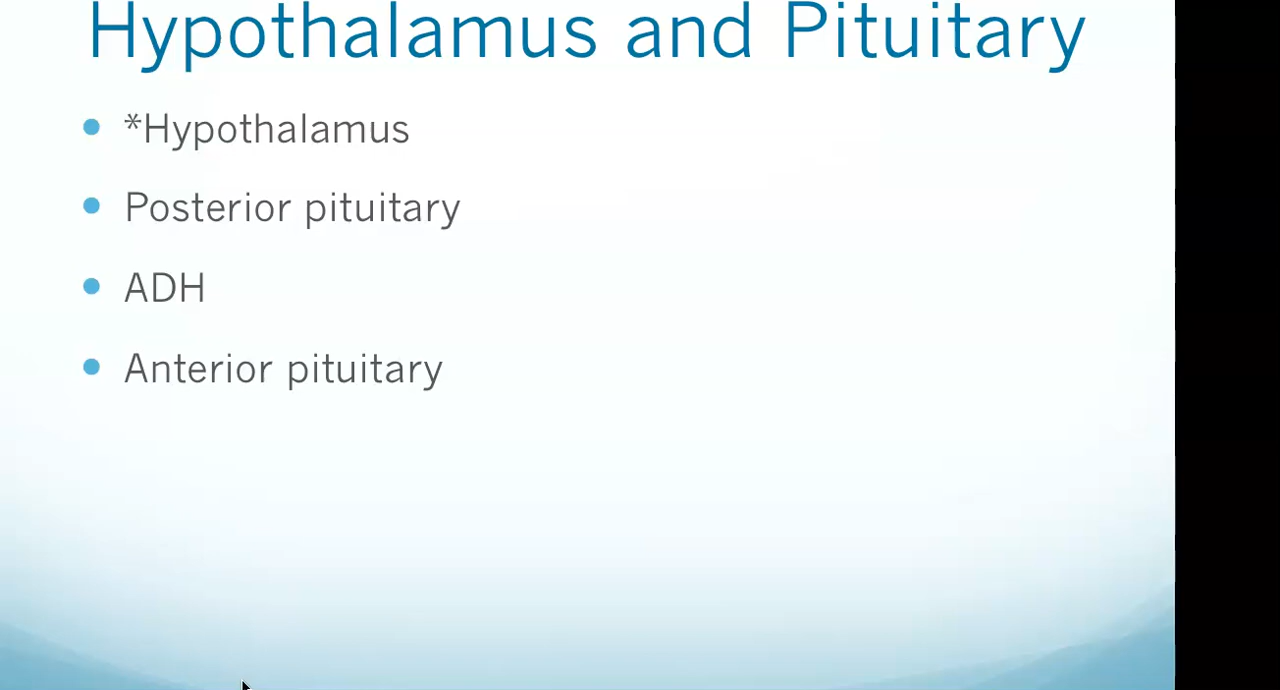 Hypothalamus and Pituitary
*Hypothalamus
Posterior pituitary
ADH
Anterior pituitary